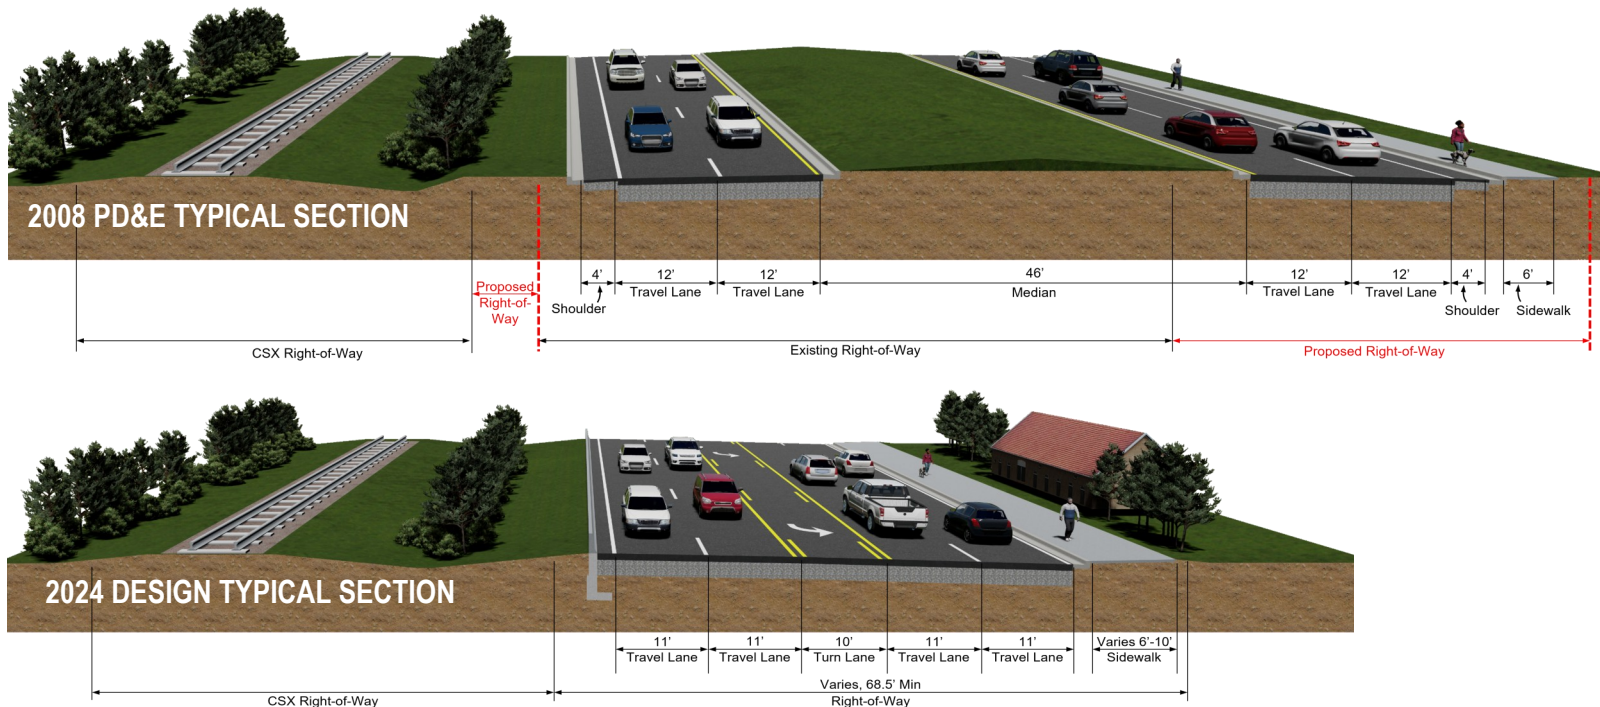 2008 PD&E TYPICAL SECTION
4' 12' 12' 46' 12' 12' 4' 6'
Shoulder Travel Lane Travel Lane Median Travel Lane Travel Lane Shoulder Sidewalk
Proposed
Right-of-
Way
CSX Right-of-Way Existing Right-of-Way Proposed Right-of-Way
2024 DESIGN TYPICAL SECTION
11' 11' 10' 11' 11' Varies 6'-10'
Travel Lane Travel Lane Turn Lane Travel Lane Travel Lane Sidewalk
Varies, 68.5' Min
CSX Right-of-Way Right-of-Way